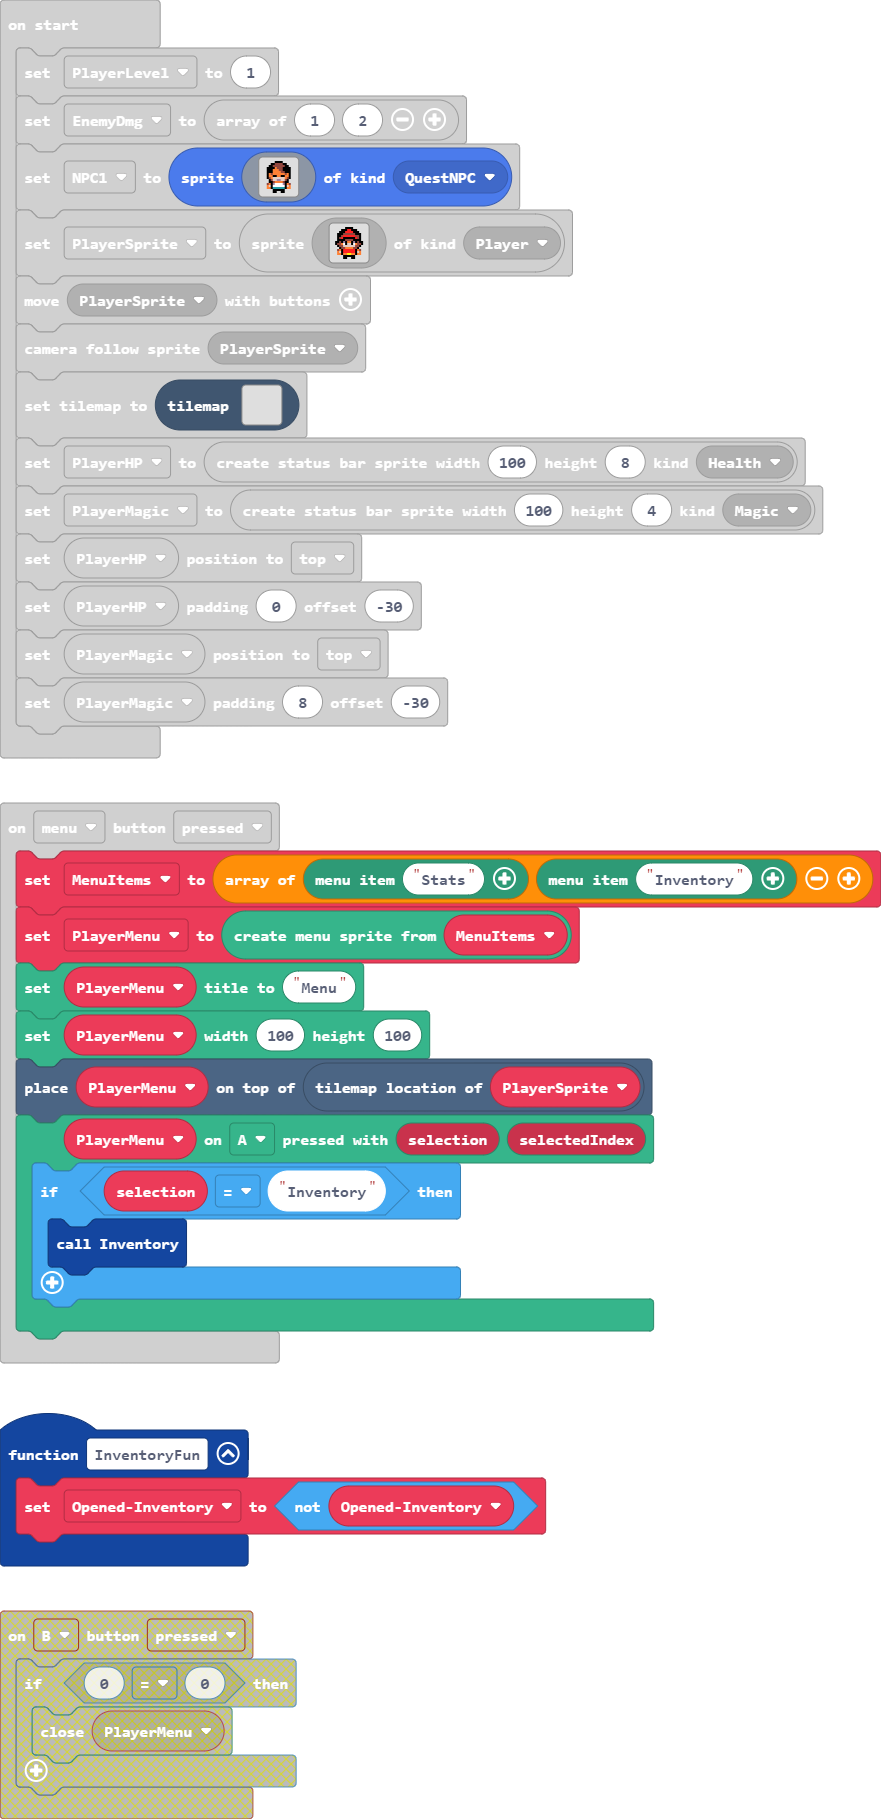 on start
set PlayerLevel to 1
set EnemyDmg to array of 1 2
set NPC1 to sprite of kind QuestNPC
set PlayerSprite to sprite of kind Player
move PlayerSprite with buttons
camera follow sprite PlayerSprite
set tilemap to tilemap
set PlayerHP to create status bar sprite width 100 height 8 kind Health
set PlayerMagic to create status bar sprite width 100 height 4 kind Magic
set PlayerHP position to top
set PlayerHP padding 0 offset -30
set PlayerMagic position to top
set PlayerMagic padding 8 offset -30
on menu button pressed
set MenuItems to array of menu item "Stats" menu item "Inventory"
set PlayerMenu to create menu sprite from MenuItems
set PlayerMenu title to "Menu"
set PlayerMenu width 100 height 100
place PlayerMenu on top of tilemap location of PlayerSprite
PlayerMenu on A pressed with selection selectedIndex
if selection = "Inventory" then
call Inventory
function InventoryFun
set Opened-Inventory to not Opened-Inventory
on B button pressed
if 0 = 0 then
close PlayerMenu